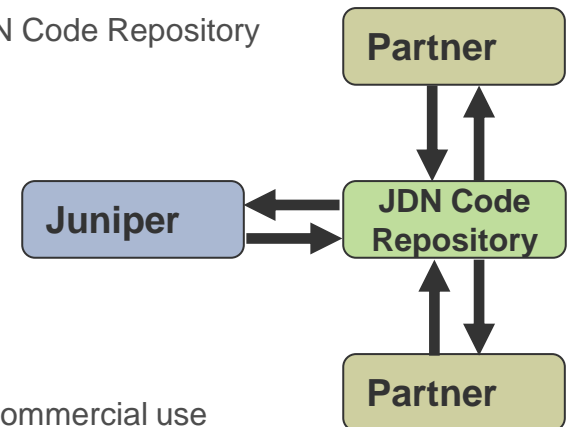 N Code Repository
Partner
JDN Code
Repository
Juniper
Partner
ommercial use